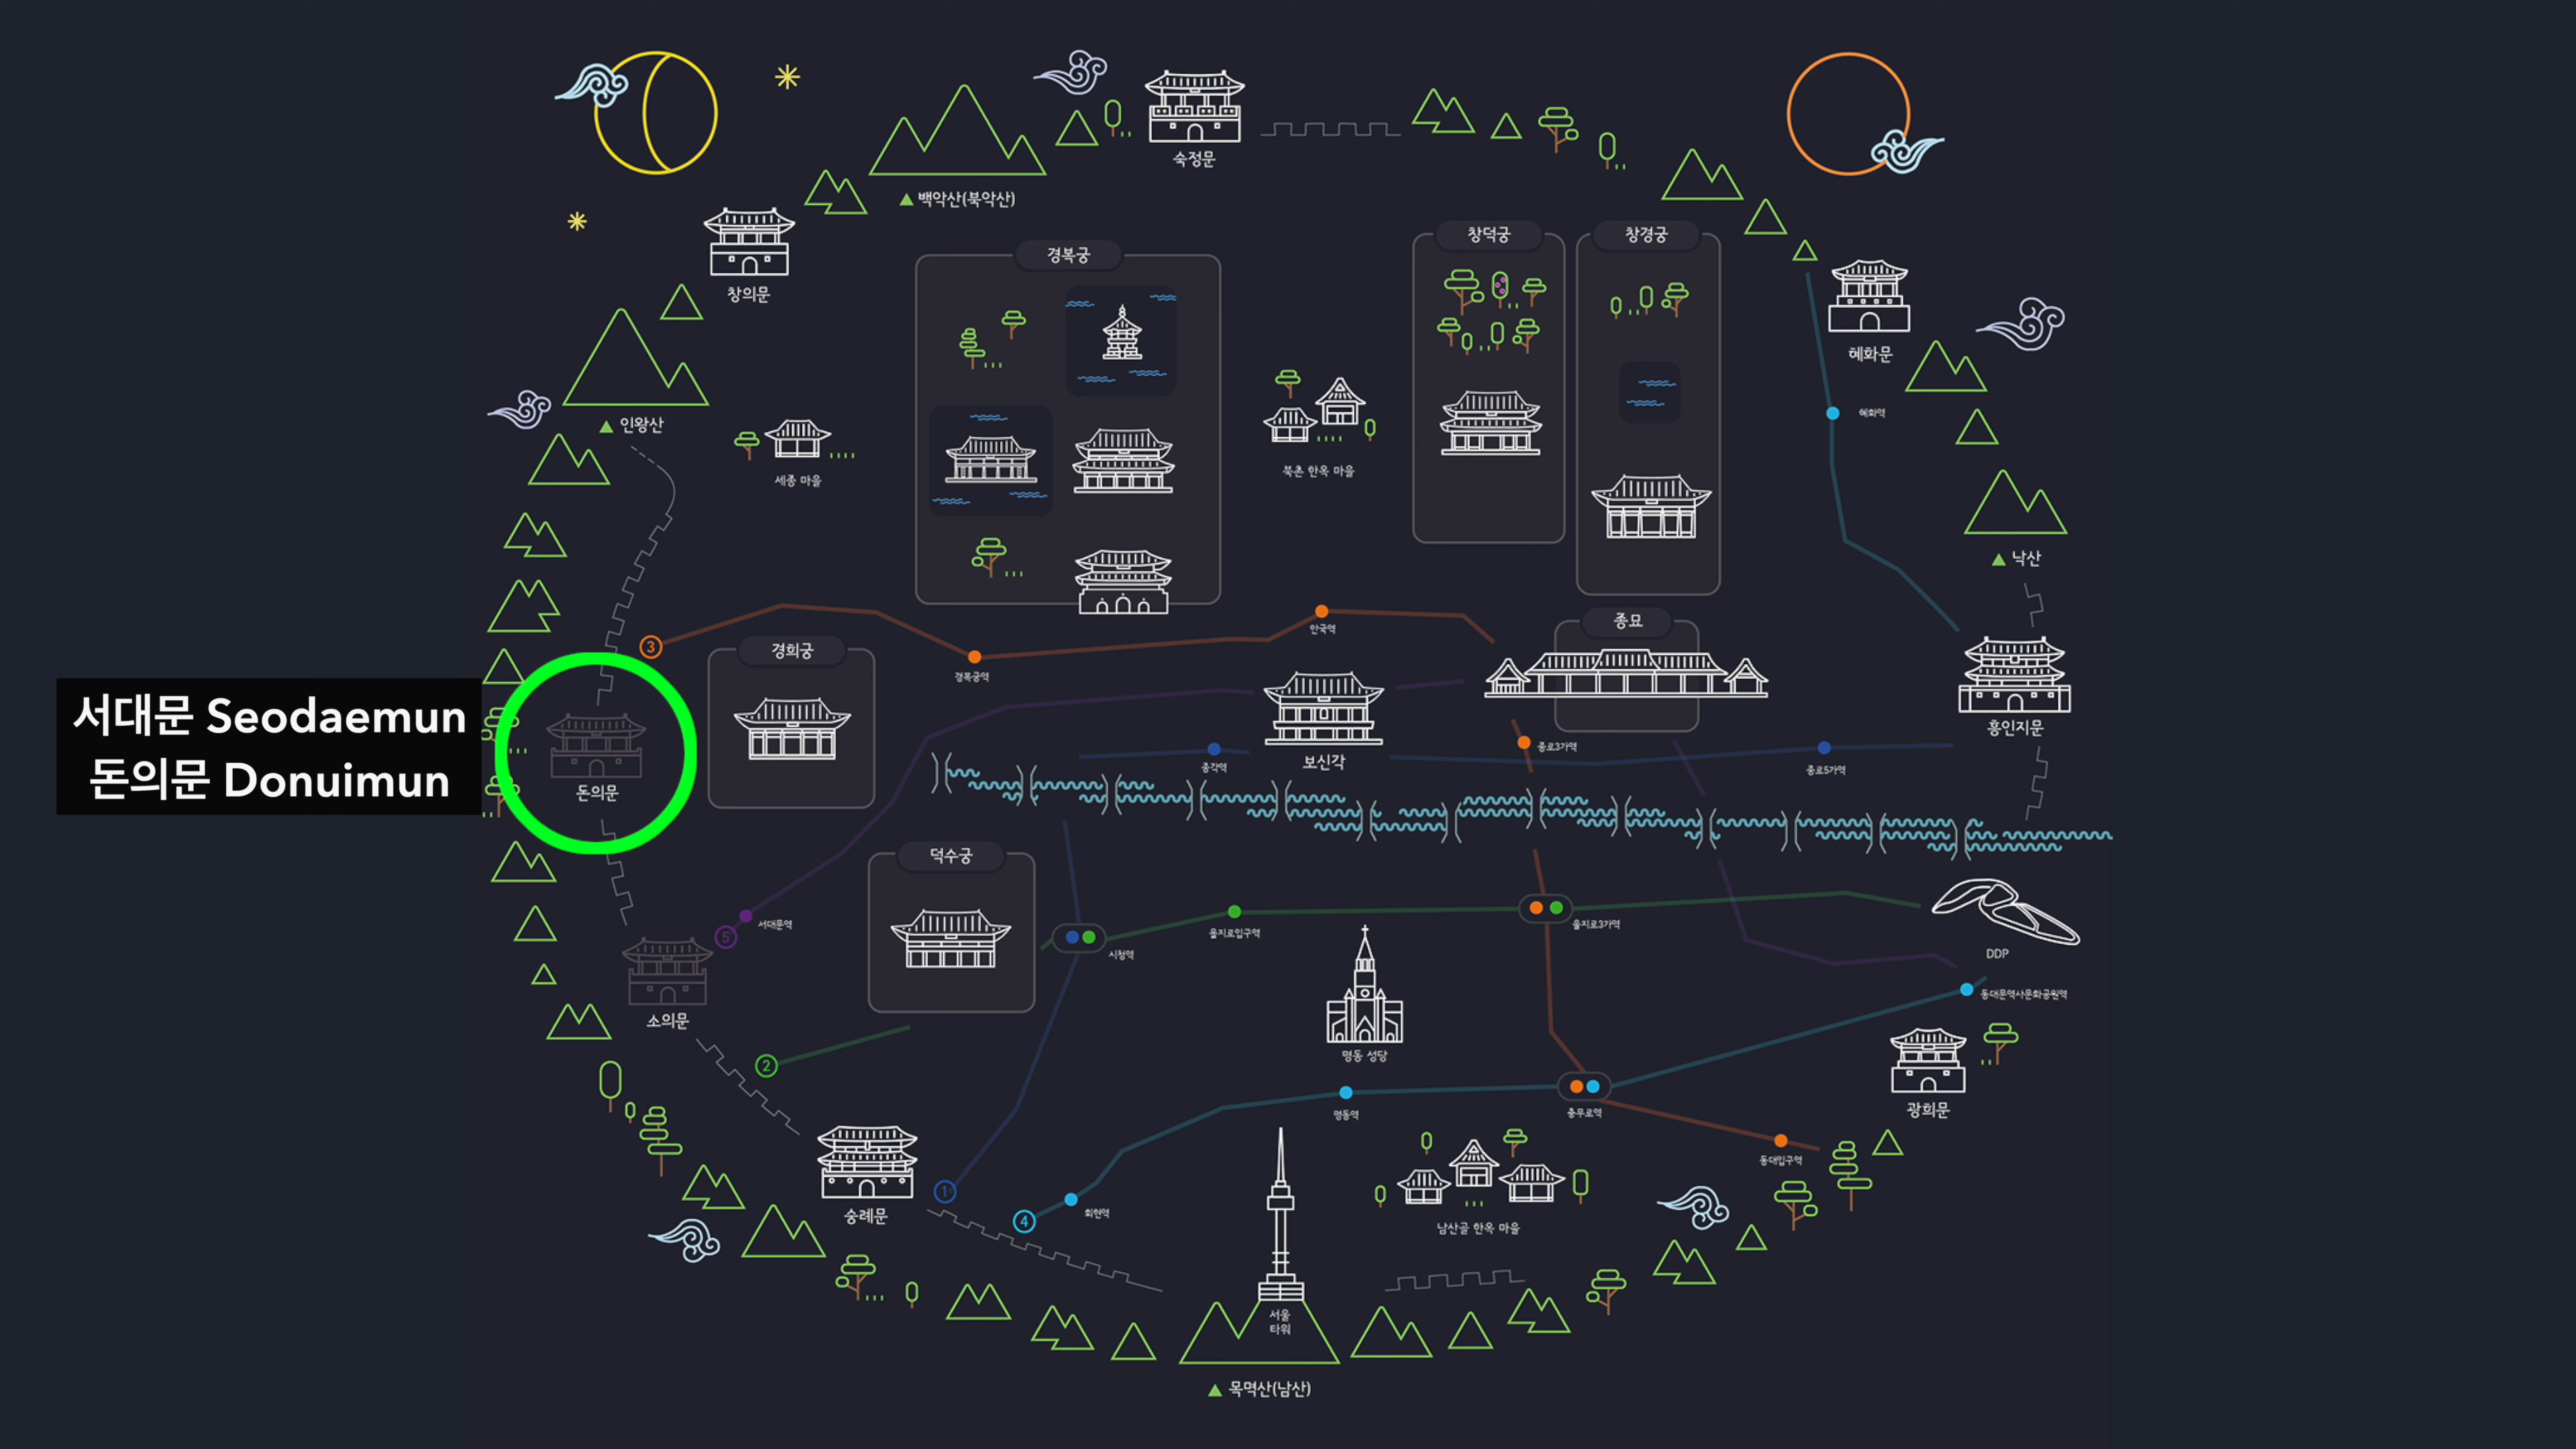 숙정문
▲ 백악산(북악산)
창덕궁
창경궁
경복궁
창의문
혜화문
혜화역
▲ 인왕산
북촌 한옥 마을
세종 마을
▲ 낙산
종묘
안국역
3
경희궁
경복궁역
서대문 Seodaemun
돈의문 Donuimun
돈의문
흥인지문
종로3가역
보신각
종각역
종로5가역
덕수궁
서대문역
5
을지로3가역
을지로입구역
시청역
DDP
동대문역사문화공원역
소의문
명동 성당
2
광희문
명동역
충무로역
동대입구역
1
숭례문
회현역
4
남산골 한옥 마을
서울
타워
▲ 목멱산(남산)